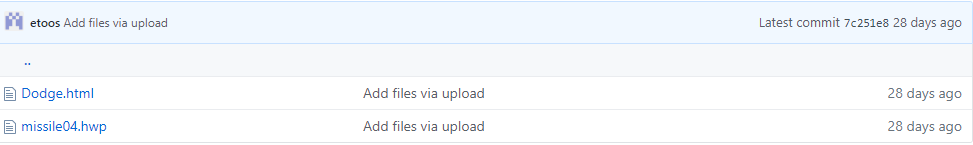 etoos Add files via upload Latest commit 7c251e8 28 days ago
..
Dodge.html Add files via upload 28 days ago
missile04.hwp Add files via upload 28 days ago